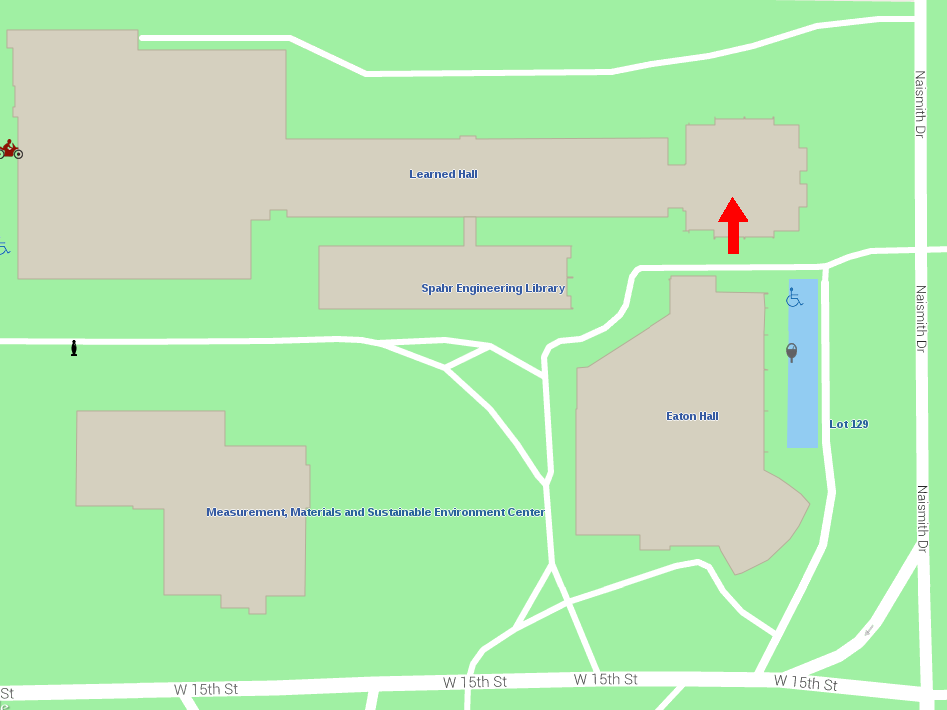 Naismith Dr
Learned Hall
Spahr Engineering Library
Naismith Dr
Eaton Hall
Lot 129
Measurement, Materials and Sustainable Environment Center
Naismith Dr
W 15th St
W 15th St
W 15th St
W 15th St
St